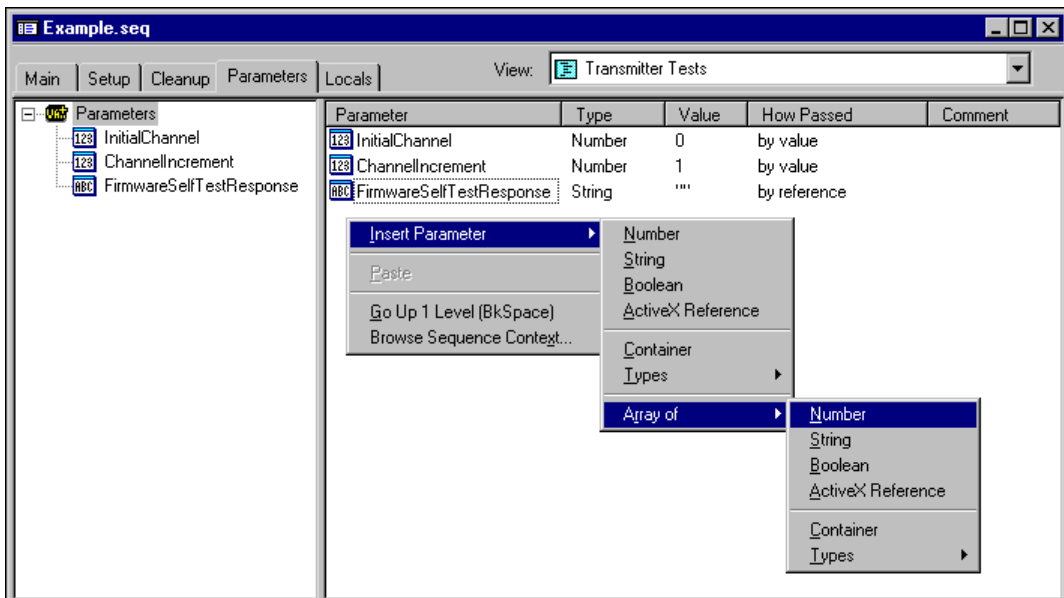 Example.seq
Main Setup Cleanup Parameters Locals View: Transmitter Tests
Parameters
InitialChannel
ChannelIncrement
FirmwareSelfTestResponse
Parameter Type Value How Passed Comment
InitialChannel Number 0 by value
ChannelIncrement Number 1 by value
FirmwareSelfTestResponse String "" by reference
Insert Parameter
Paste
Go Up 1 Level (BkSpace)
Browse Sequence Context...
Number
String
Boolean
ActiveX Reference
Container
Types
Array of
Number
String
Boolean
ActiveX Reference
Container
Types